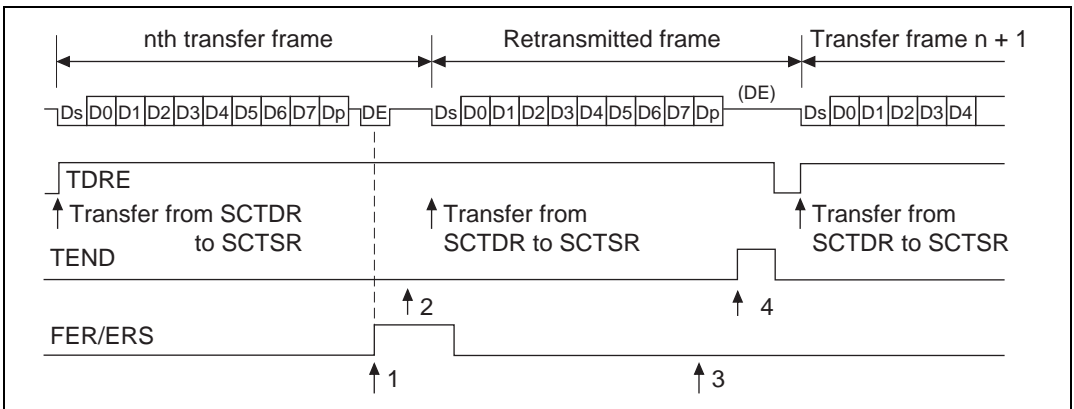 nth transfer frame Retransmitted frame Transfer frame n + 1
(DE)
Ds D0 D1 D2 D3 D4 D5 D6 D7 Dp DE Ds D0 D1 D2 D3 D4 D5 D6 D7 Dp Ds D0 D1 D2 D3 D4
TDRE
Transfer from SCTDR Transfer from Transfer from
to SCTSR SCTDR to SCTSR SCTDR to SCTSR
TEND
2 4
FER/ERS
1 3